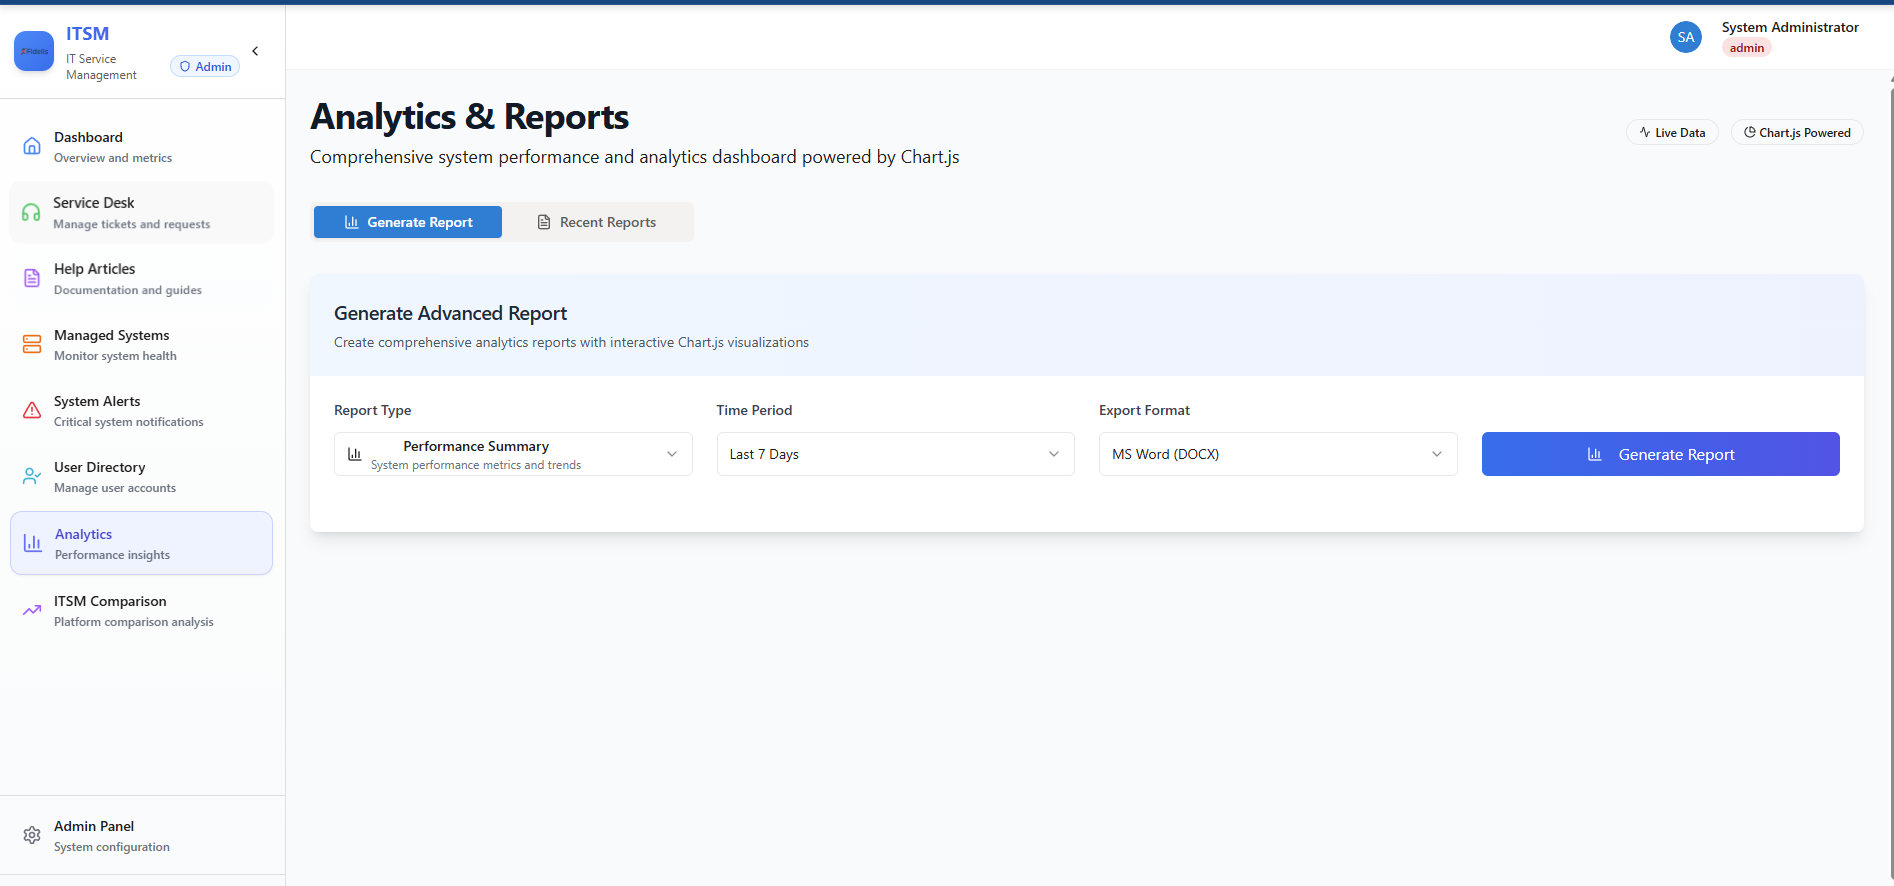 Fidelis
ITSM
IT Service
Management
Admin
Dashboard
Overview and metrics
Service Desk
Manage tickets and requests
Help Articles
Documentation and guides
Managed Systems
Monitor system health
System Alerts
Critical system notifications
User Directory
Manage user accounts
Analytics
Performance insights
ITSM Comparison
Platform comparison analysis
Admin Panel
System configuration
SA
System Administrator
admin
Analytics & Reports
Comprehensive system performance and analytics dashboard powered by Chart.js
Live Data
Chart.js Powered
Generate Report
Recent Reports
Generate Advanced Report
Create comprehensive analytics reports with interactive Chart.js visualizations
Report Type
Performance Summary
System performance metrics and trends
Time Period
Last 7 Days
Export Format
MS Word (DOCX)
Generate Report